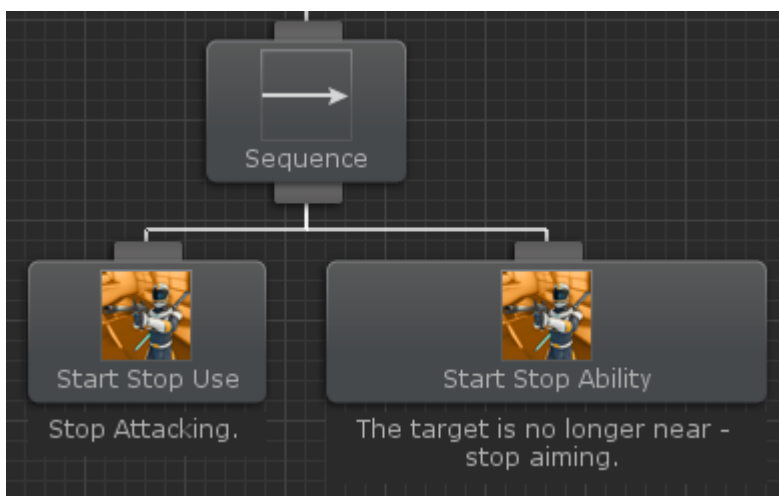 Sequence
Start Stop Use
Start Stop Ability
Stop Attacking.
The target is no longer near -
stop aiming.